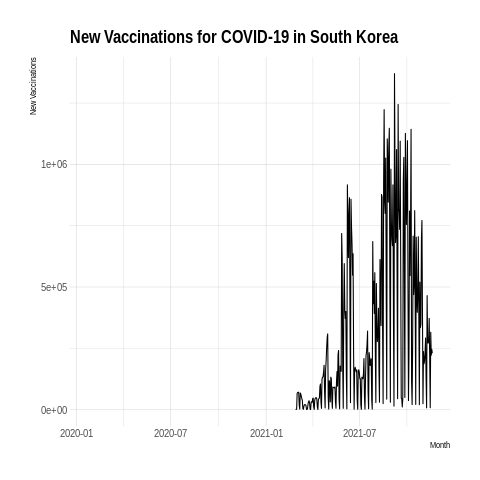 New Vaccinations for COVID-19 in South Korea
New Vaccinations
1e+06
5e+05
0e+00
2020-01 2020-07 2021-01 2021-07
Month